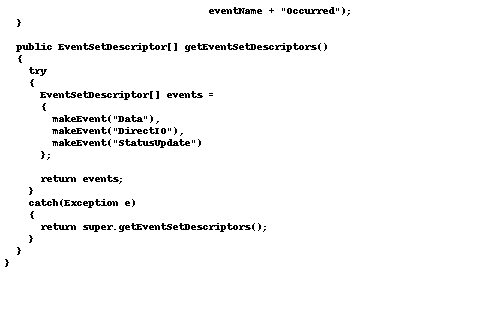 eventName + "Occurred");
}
public EventSetDescriptor[] getEventSetDescriptors()
{
try
{
EventSetDescriptor[] events =
{
makeEvent("Data"),
makeEvent("DirectIO"),
makeEvent("StatusUpdate")
};
return events;
}
catch(Exception e)
{
return super.getEventSetDescriptors();
}
}
}